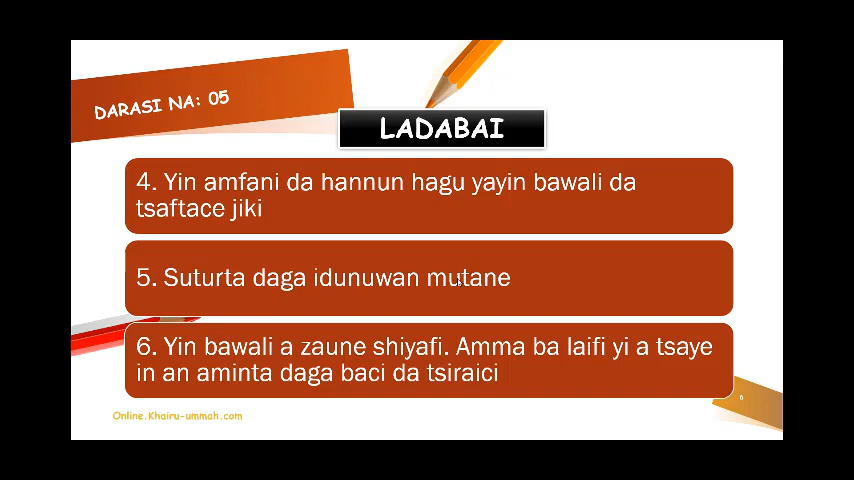 DARASI NA: 05
LADABAI
4. Yin amfani da hannun hagu yayin bawali da
tsaftace jiki
5. Suturta daga idunuwan mutane
6. Yin bawali a zaune shiyafi. Amma ba laifi yi a tsaye
in an aminta daga baci da tsiraici
6
Online.Khairu-ummah.com